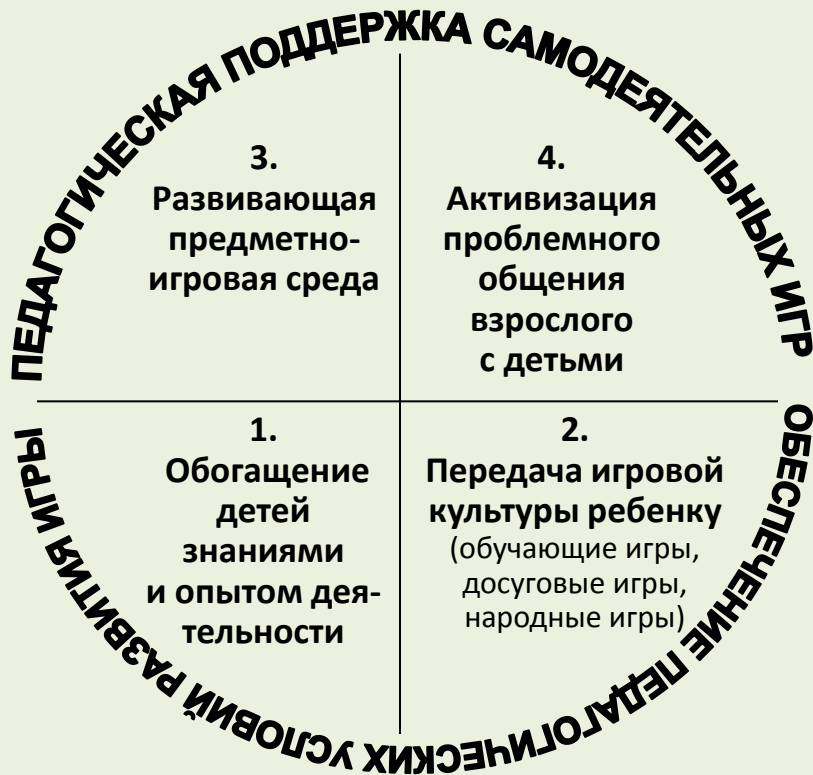 ПЕДАГОГИЧЕСКАЯ ПОДДЕРЖКА САМОДЕЯТЕЛЬНЫХ ИГР
3.
Развивающая
предметно-
игровая среда
4.
Активизация
проблемного
общения
взрослого
с детьми
1.
Обогащение
детей
знаниями
и опытом дея-
тельности
2.
Передача игровой
культуры ребенку
(обучающие игры,
досуговые игры,
народные игры)
ОБЕСПЕЧЕНИЕ ПЕДАГОГИЧЕСКИХ УСЛОВИЙ РАЗВИТИЯ ИГРЫ